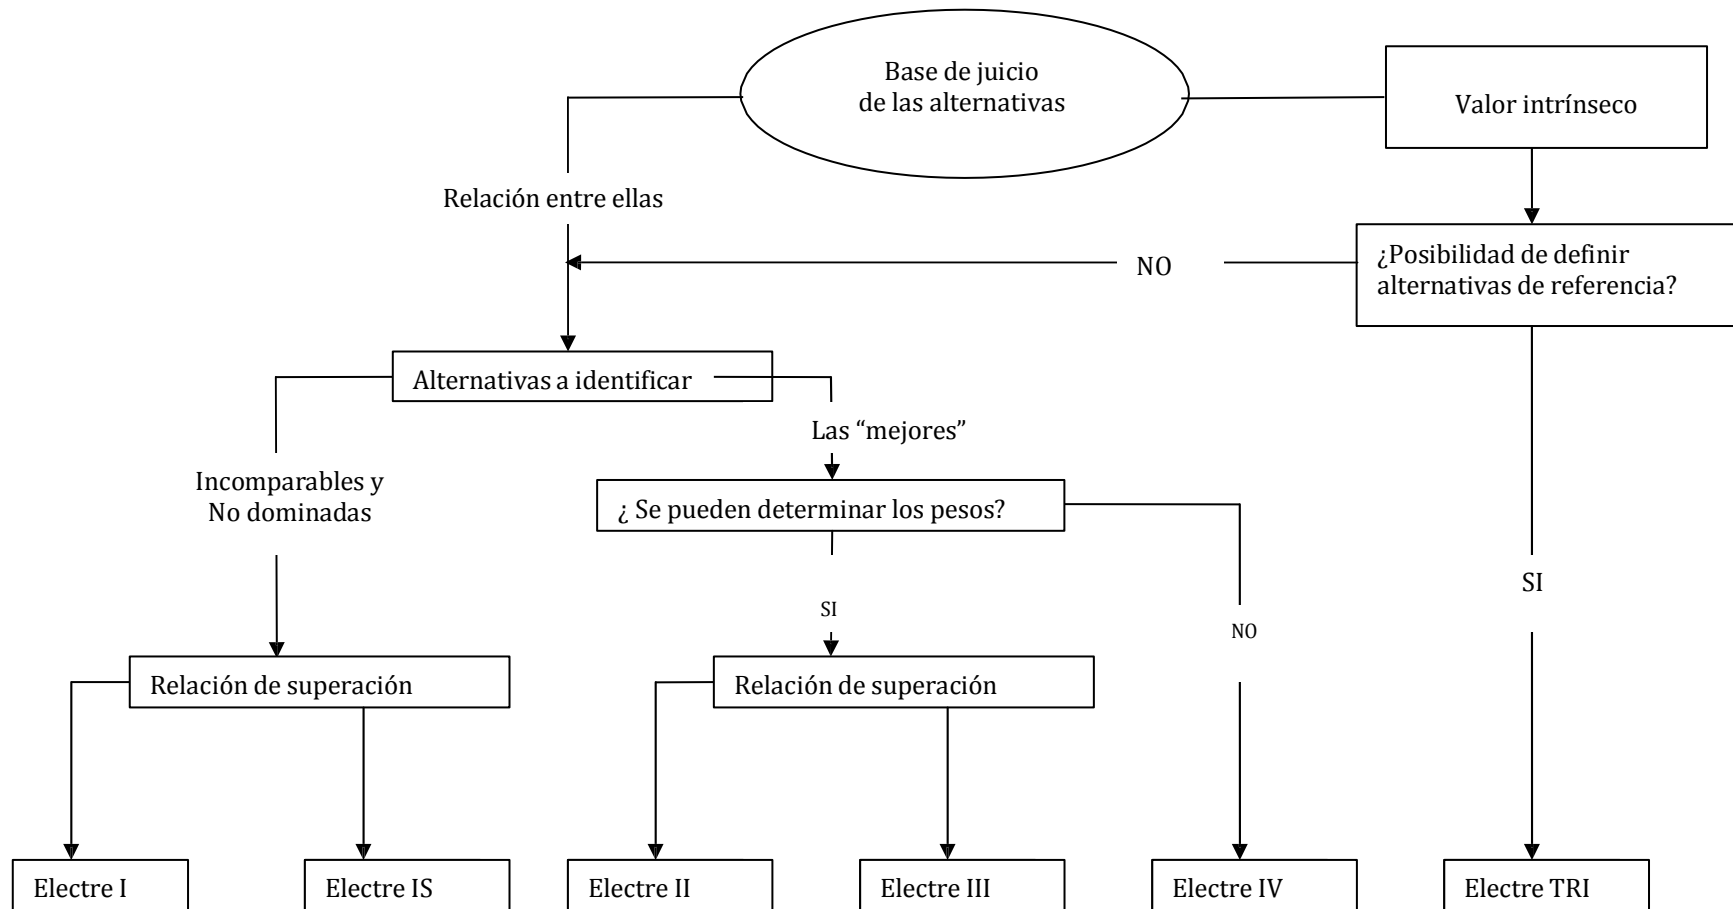 Base de juicio
de las alternativas
Valor intrínseco
Relación entre ellas
¿Posibilidad de definir
alternativas de referencia?
NO
Alternativas a identificar
Las “mejores”
Incomparables y
No dominadas
¿ Se pueden determinar los pesos?
SI
SI
NO
Relación de superación
Relación de superación
Electre I
Electre IS
Electre II
Electre III
Electre IV
Electre TRI